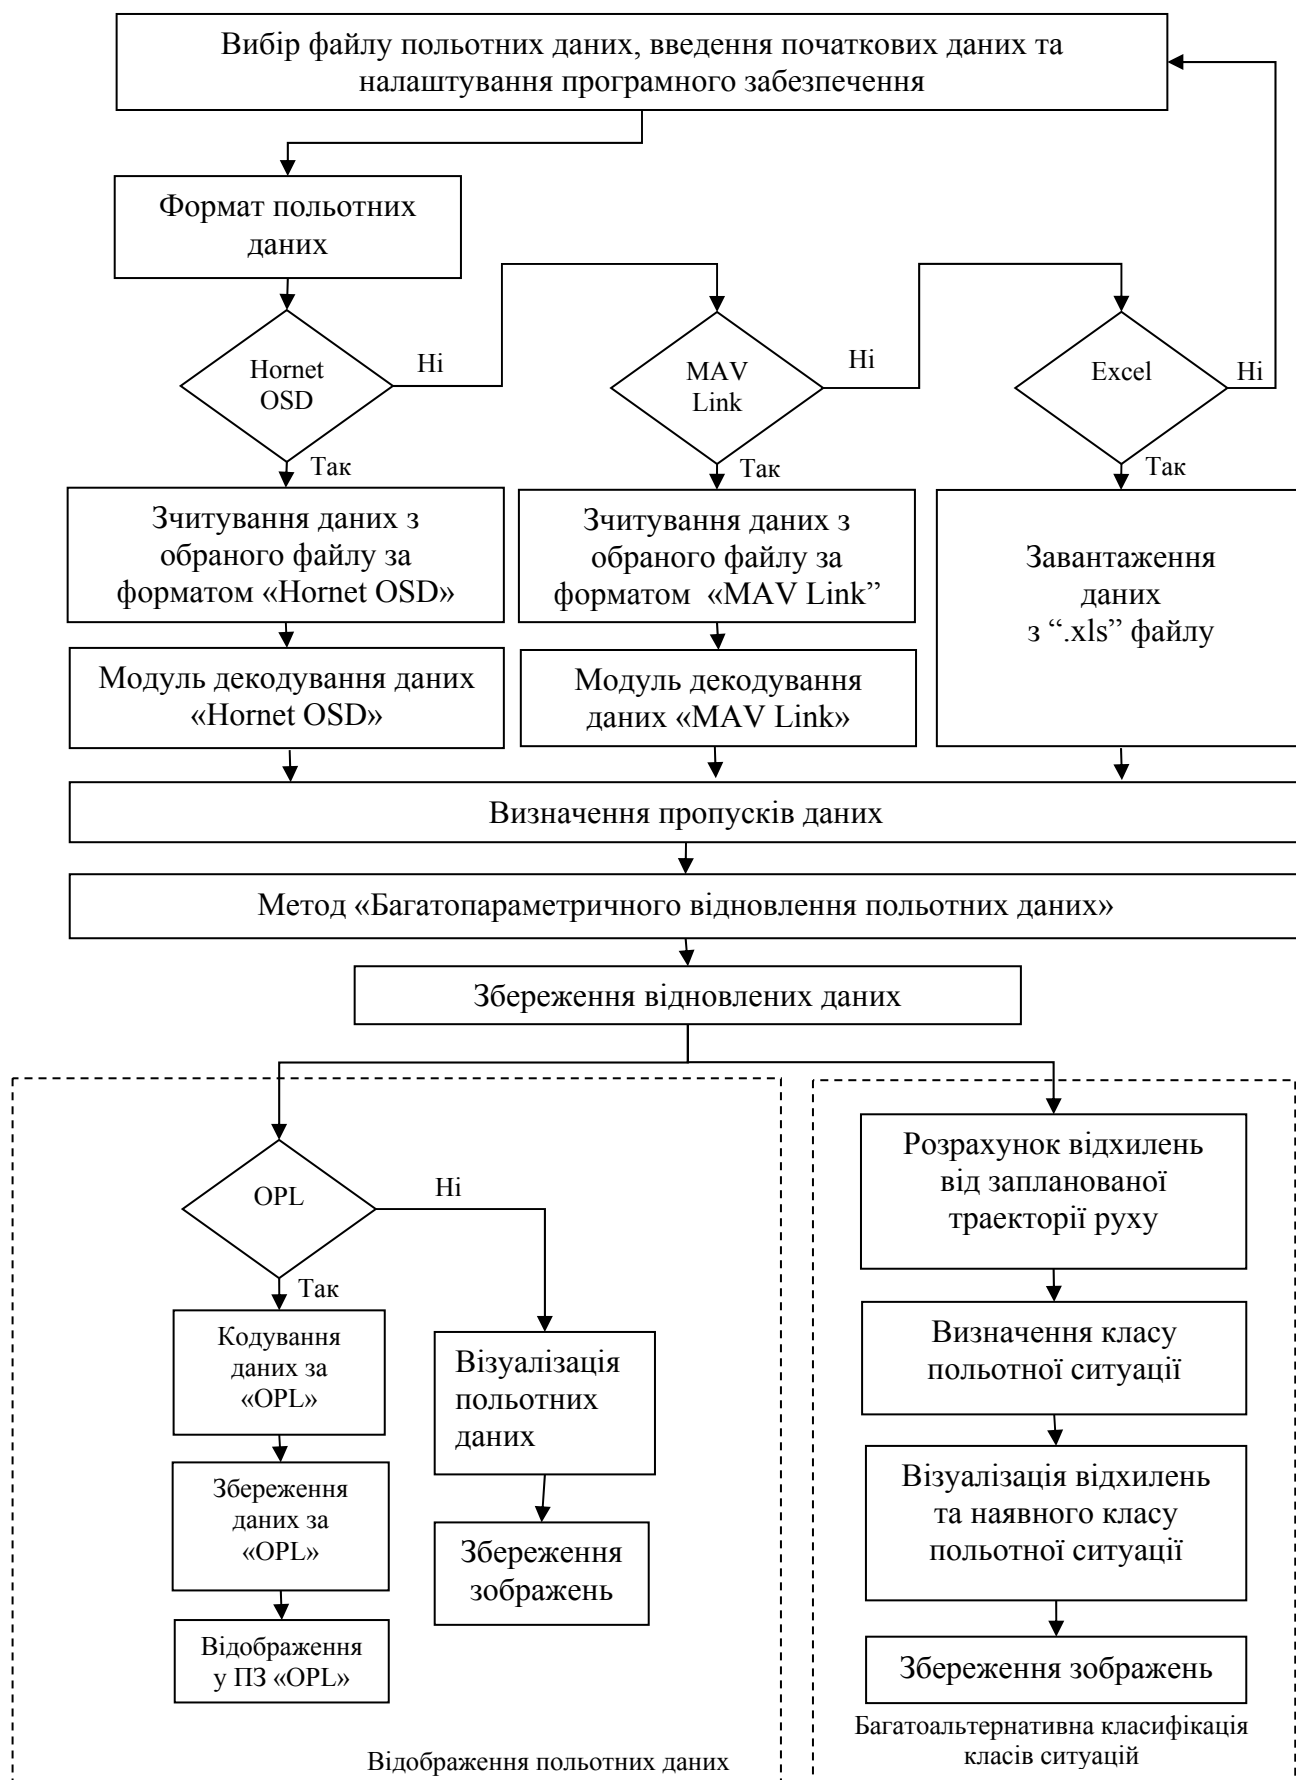 Вибір файлу польотних даних, введення початкових даних та
налаштування програмного забезпечення
Формат польотних
даних
Hornet
OSD
Ні
MAV
Link
Ні
Excel
Ні
Так
Так
Так
Зчитування даних з
обраного файлу за
форматом «Hornet OSD»
Зчитування даних з
обраного файлу за
форматом «MAV Link”
Завантаження
даних
з “.xls” файлу
Модуль декодування даних
«Hornet OSD»
Модуль декодування
даних «MAV Link»
Визначення пропусків даних
Метод «Багатопараметричного відновлення польотних даних»
Збереження відновлених даних
OPL
Ні
Так
Кодування
даних за
«OPL»
Збереження
даних за
«OPL»
Відображення
у ПЗ «OPL»
Візуалізація
польотних
даних
Збереження
зображень
Відображення польотних даних
Розрахунок відхилень
від запланованої
траекторії руху
Визначення класу
польотної ситуації
Візуалізація відхилень
та наявного класу
польотної ситуації
Збереження зображень
Багатоальтернативна класифікація
класів ситуацій